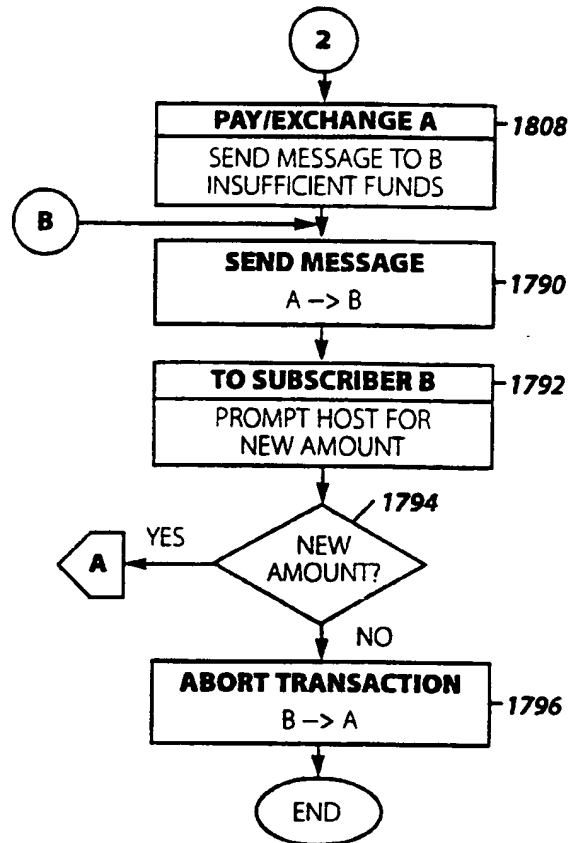 2
PAY/EXCHANGE A
1808
SEND MESSAGE TO B
INSUFFICIENT FUNDS
B
SEND MESSAGE
1790
A -> B
TO SUBSCRIBER B
1792
PROMPT HOST FOR
NEW AMOUNT
1794
YES
A
NEW
AMOUNT?
NO
ABORT TRANSACTION
1796
B -> A
END